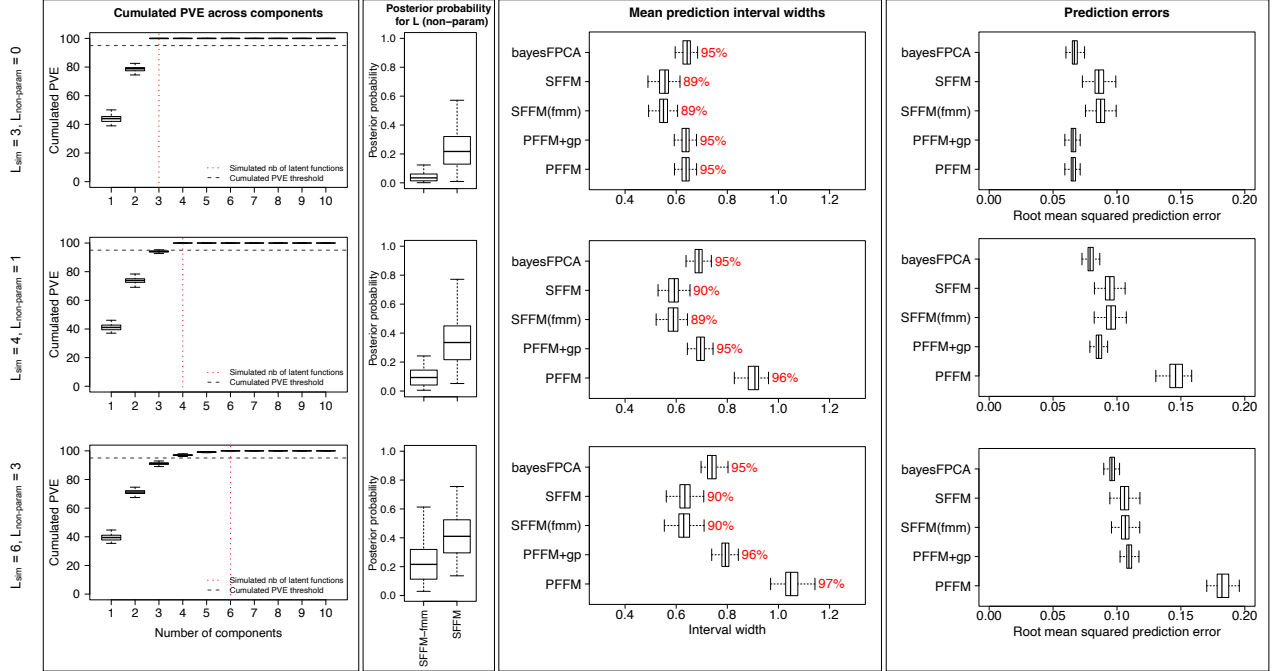 Cumulated PVE across components
Posterior probability
for L (non−param)
Mean prediction interval widths
Prediction errors
Lsim = 3, Lnon-param = 0
Cumulated PVE
100
80
60
40
20
0
Simulated nb of latent functions
Cumulated PVE threshold
1 2 3 4 5 6 7 8 9 10
Posterior probability
1.0
0.8
0.6
0.4
0.2
0.0
bayesFPCA 95%
SFFM 89%
SFFM(fmm) 89%
PFFM+gp 95%
PFFM 95%
0.4 0.6 0.8 1.0 1.2
bayesFPCA
SFFM
SFFM(fmm)
PFFM+gp
PFFM
0.00 0.05 0.10 0.15 0.20
Root mean squared prediction error
Lsim = 4, Lnon-param = 1
Cumulated PVE
100
80
60
40
20
0
Simulated nb of latent functions
Cumulated PVE threshold
1 2 3 4 5 6 7 8 9 10
Posterior probability
1.0
0.8
0.6
0.4
0.2
0.0
bayesFPCA 95%
SFFM 90%
SFFM(fmm) 89%
PFFM+gp 95%
PFFM 96%
0.4 0.6 0.8 1.0 1.2
bayesFPCA
SFFM
SFFM(fmm)
PFFM+gp
PFFM
0.00 0.05 0.10 0.15 0.20
Lsim = 6, Lnon-param = 3
Cumulated PVE
100
80
60
40
20
0
Simulated nb of latent functions
Cumulated PVE threshold
1 2 3 4 5 6 7 8 9 10
Number of components
Posterior probability
1.0
0.8
0.6
0.4
0.2
0.0
SFFM−fmm
SFFM
bayesFPCA 95%
SFFM 90%
SFFM(fmm) 90%
PFFM+gp 96%
PFFM 97%
0.4 0.6 0.8 1.0 1.2
Interval width
bayesFPCA
SFFM
SFFM(fmm)
PFFM+gp
PFFM
0.00 0.05 0.10 0.15 0.20
Root mean squared prediction error